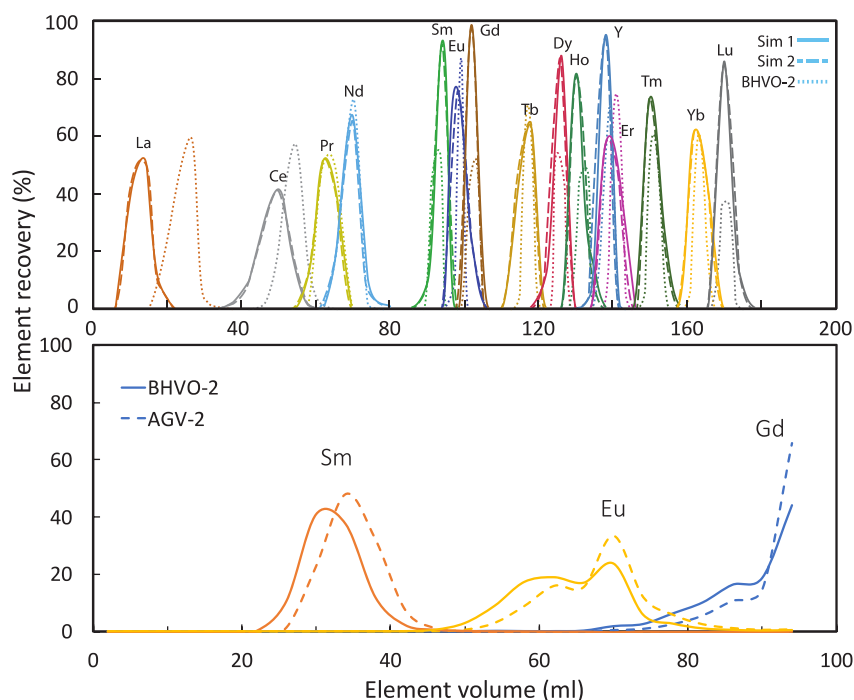 Element recovery (%)
100
80
60
40
20
0
La
Ce
Pr
Nd
Sm
Eu
Gd
Tb
Dy
Ho
Y
Er
Tm
Yb
Lu
Sim 1
Sim 2
BHVO-2
0
40
80
120
160
200
100
80
60
40
20
0
BHVO-2
AGV-2
Sm
Eu
Gd
0
20
40
60
80
100
Element volume (ml)